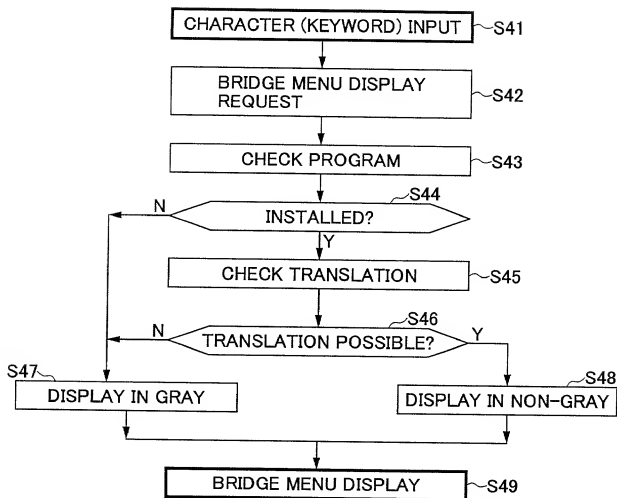 CHARACTER (KEYWORD) INPUT
S41
BRIDGE MENU DISPLAY
REQUEST
S42
CHECK PROGRAM
S43
S44
N
INSTALLED?
Y
CHECK TRANSLATION
S45
S46
N
TRANSLATION POSSIBLE?
Y
S47
DISPLAY IN GRAY
S48
DISPLAY IN NON-GRAY
BRIDGE MENU DISPLAY
S49